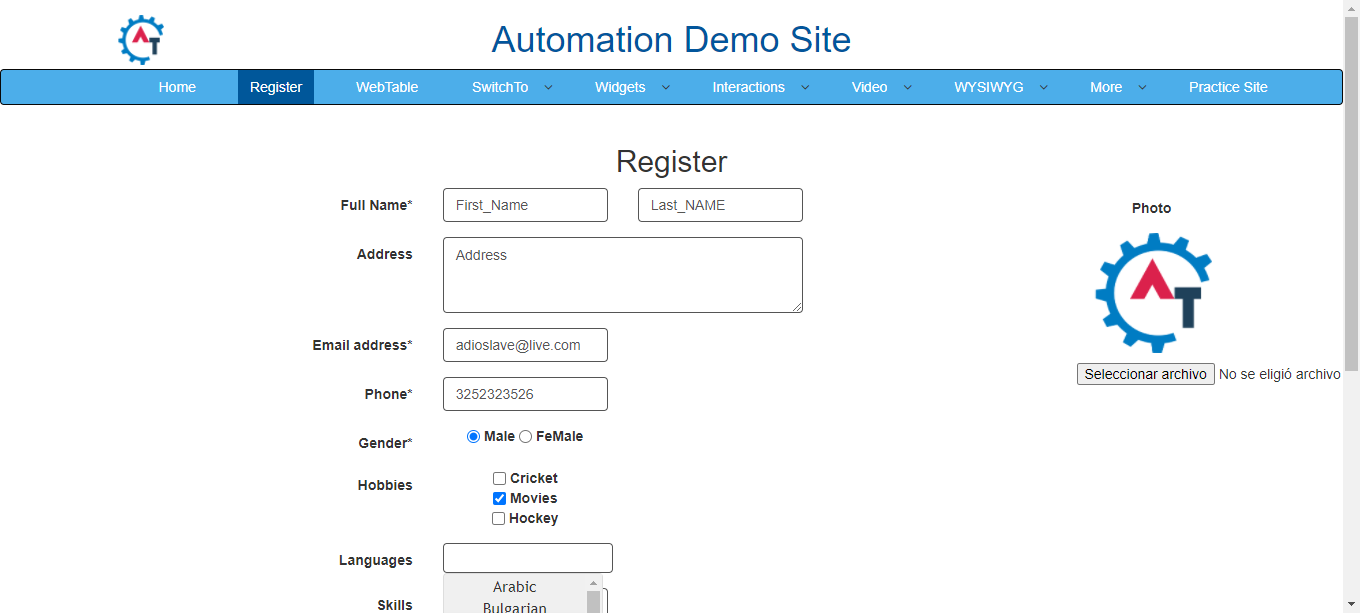 AT
Automation Demo Site
Home Register WebTable SwitchTo Widgets Interactions Video WYSIWYG More Practice Site
Register
Full Name* First_Name Last_NAME
Photo
Address Address
AT
Email address* adioslave@live.com
Seleccionar archivo No se eligió archivo
Phone* 3252323526
Gender* Male FeMale
Hobbies Cricket
Movies
Hockey
Languages
Arabic
Skills Bulgarian